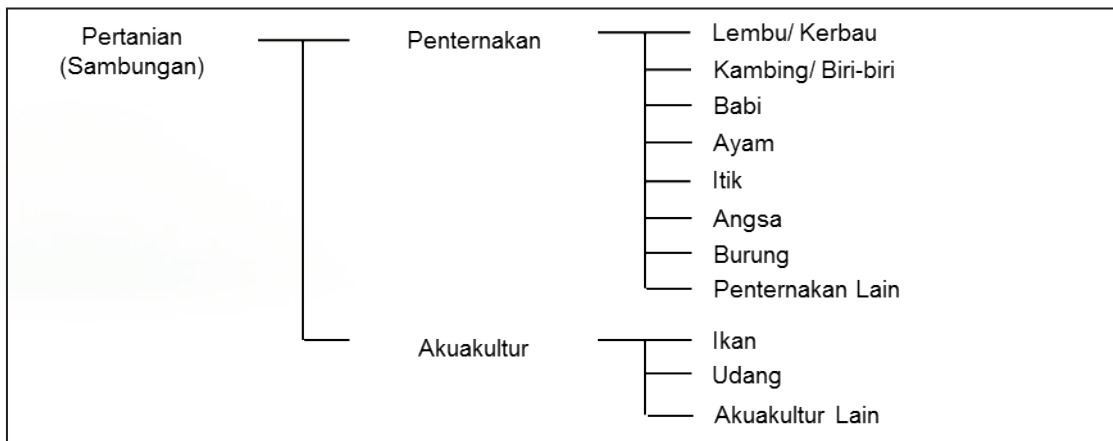 Pertanian
(Sambungan)
Penternakan
Lembu/ Kerbau
Kambing/ Biri-biri
Babi
Ayam
Itik
Angsa
Burung
Penternakan Lain
Akuakultur
Ikan
Udang
Akuakultur Lain